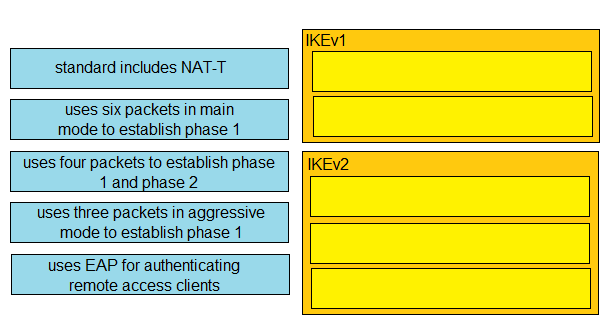 standard includes NAT-T
uses six packets in main
mode to establish phase 1
uses four packets to establish phase
1 and phase 2
uses three packets in aggressive
mode to establish phase 1
uses EAP for authenticating
remote access clients
IKEv1
IKEv2